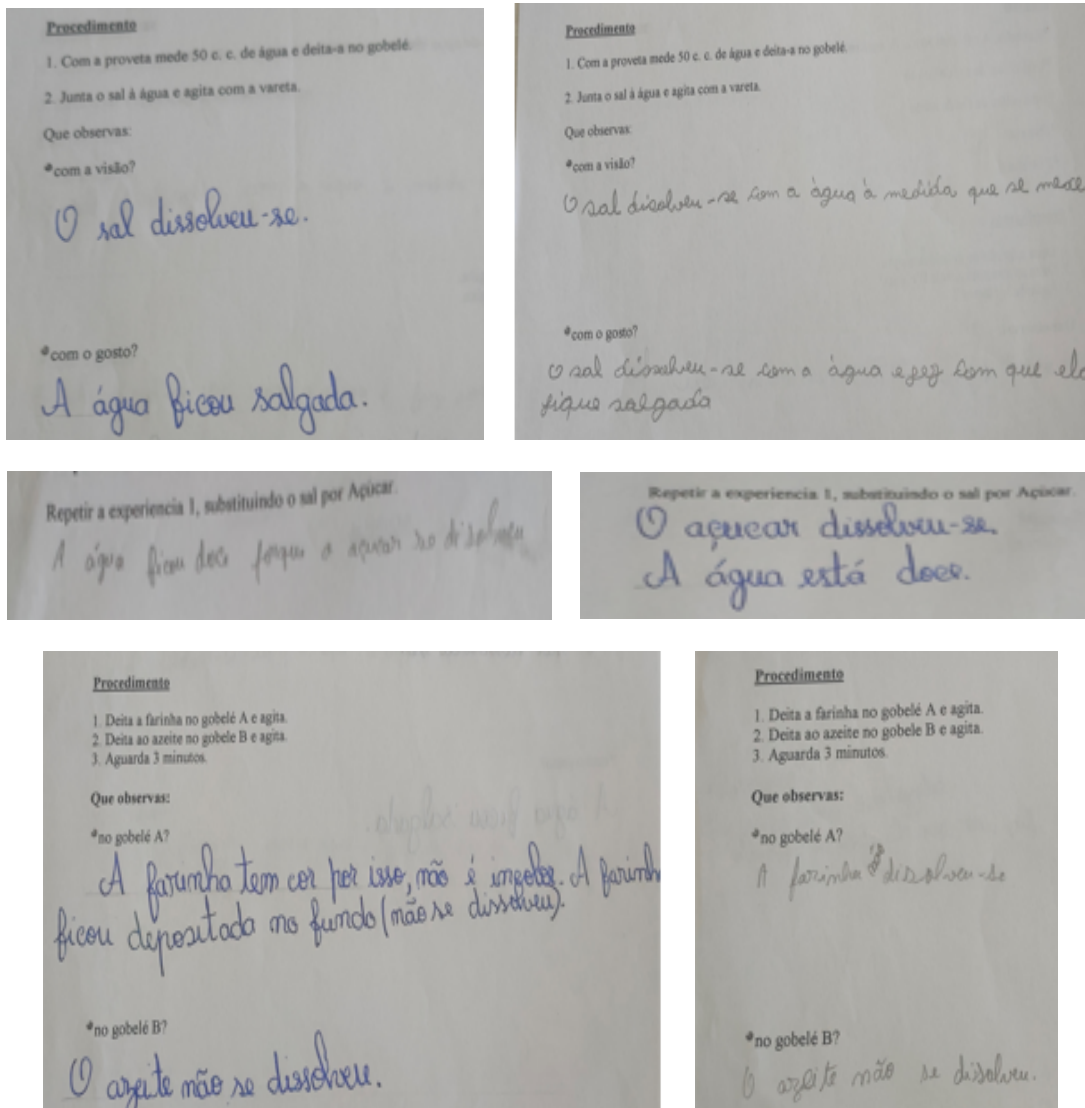 Procedimento
1. Com a proveta mede 50 c. c. de água e deita-a no gobelé.
2. Junta o sal à água e agita com a vareta.
Que observas:
*com a visão?
O sal dissolveu-se.
*com o gosto?
A água ficou salgada.
Procedimento
1. Com a proveta mede 50 c. c. de água e deita-a no gobelé.
2. Junta o sal à água e agita com a vareta.
Que observas:
*com a visão?
O sal disolveu-se com a água à medida que se mexe
*com o gosto?
O sal dissolveu-se com a água e fez com que ela
fique salgada
Repetir a experiencia 1, substituindo o sal por Açúcar.
A água ficou doce porque o açucar se disolveu
Repetir a experiencia 1, substituindo o sal por Açúcar.
O açucar dissolveu-se.
A água está doce.
Procedimento
1. Deita a farinha no gobelé A e agita.
2. Deita ao azeite no gobele B e agita.
3. Aguarda 3 minutos.
Que observas:
*no gobelé A?
A farinha tem cor por isso, não é incolor. A farinh
ficou depositada no fundo (não se dissolveu).
*no gobelé B?
O azeite não se dissolveu.
Procedimento
1. Deita a farinha no gobelé A e agita.
2. Deita ao azeite no gobele B e agita.
3. Aguarda 3 minutos.
Que observas:
*no gobelé A?
A farinha disolveu-se
*no gobelé B?
O azeite não se disolveu.